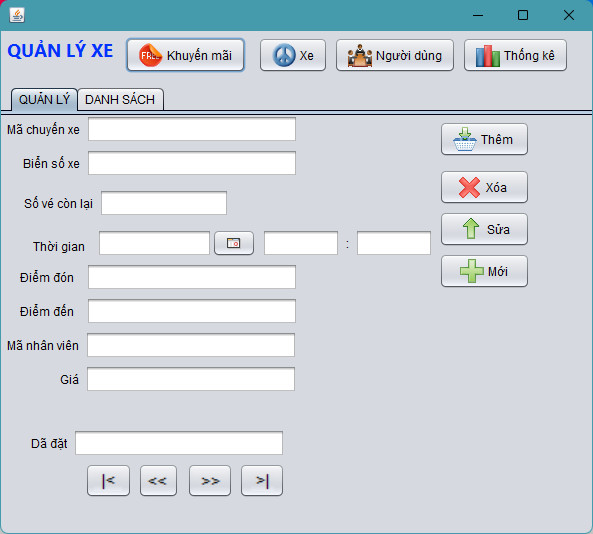 QUẢN LÝ XE
FREE Khuyến mãi
Xe
Người dùng
Thống kê
QUẢN LÝ
DANH SÁCH
Mã chuyến xe
Thêm
Biển số xe
Xóa
Số vé còn lại
Sửa
Thời gian :
Điểm đón
Mới
Điểm đến
Mã nhân viên
Giá
Dã đặt
|<
<<
>>
>|